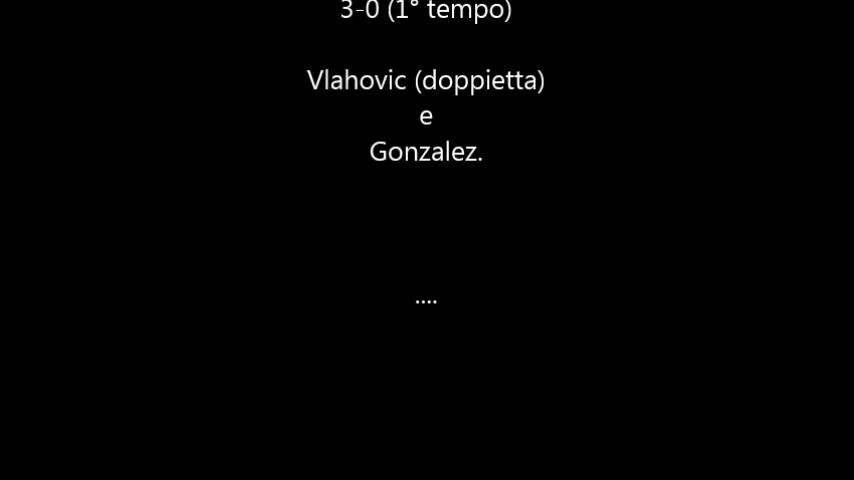 3-0 (1° tempo)
Vlahovic (doppietta)
e
Gonzalez.
....